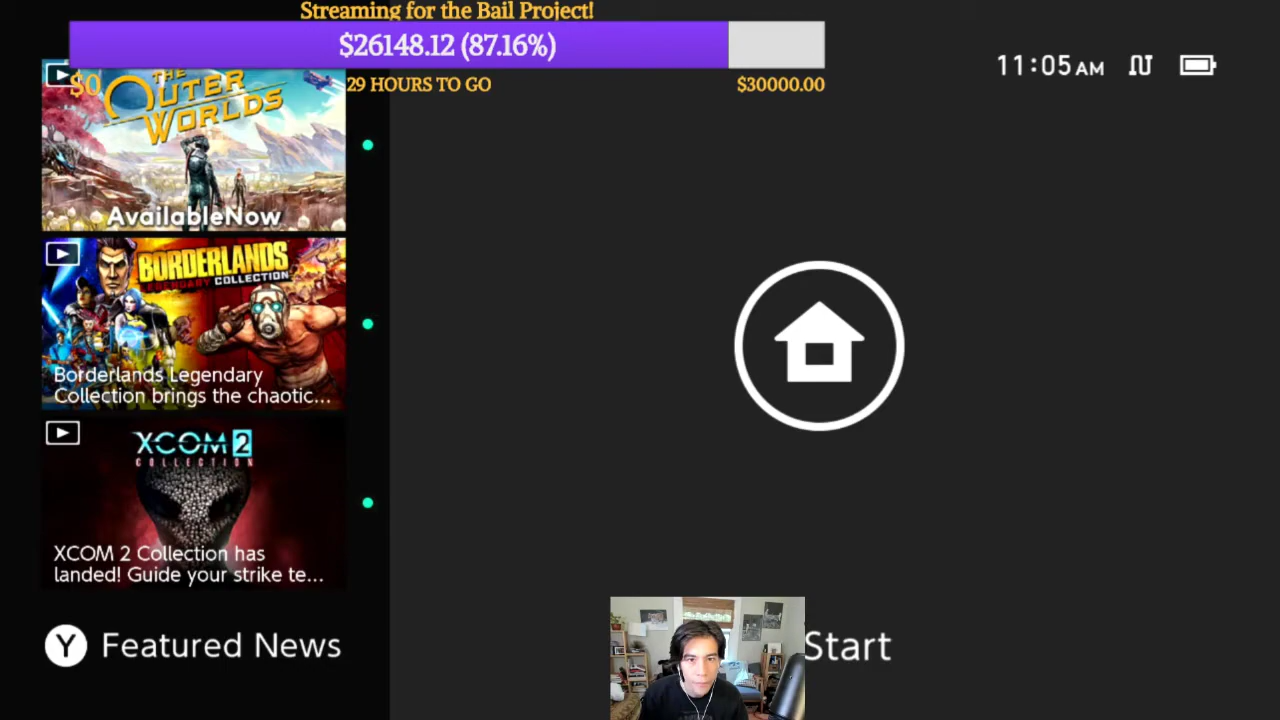 Streaming for the Bail Project!
$26148.12 (87.16%)
$0
29 HOURS TO GO
$30000.00
11:05 AM
THE
OUTER
WORLDS
AvailableNow
BORDERLANDS
LEGENDARY COLLECTION
Borderlands Legendary
Collection brings the chaotic...
XCOM 2
COLLECTION
XCOM 2 Collection has
landed! Guide your strike te...
Y Featured News
Start